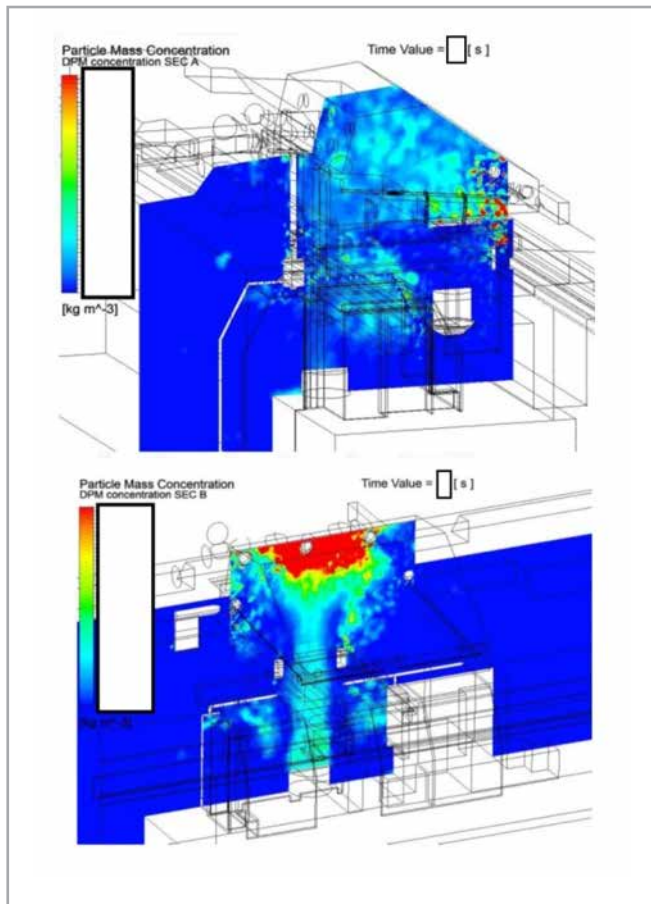 Particle Mass Concentration
DPM concentration SEC A
Time Value = [ s ]
[kg m^-3]
Particle Mass Concentration
DPM concentration SEC B
Time Value = [ s ]